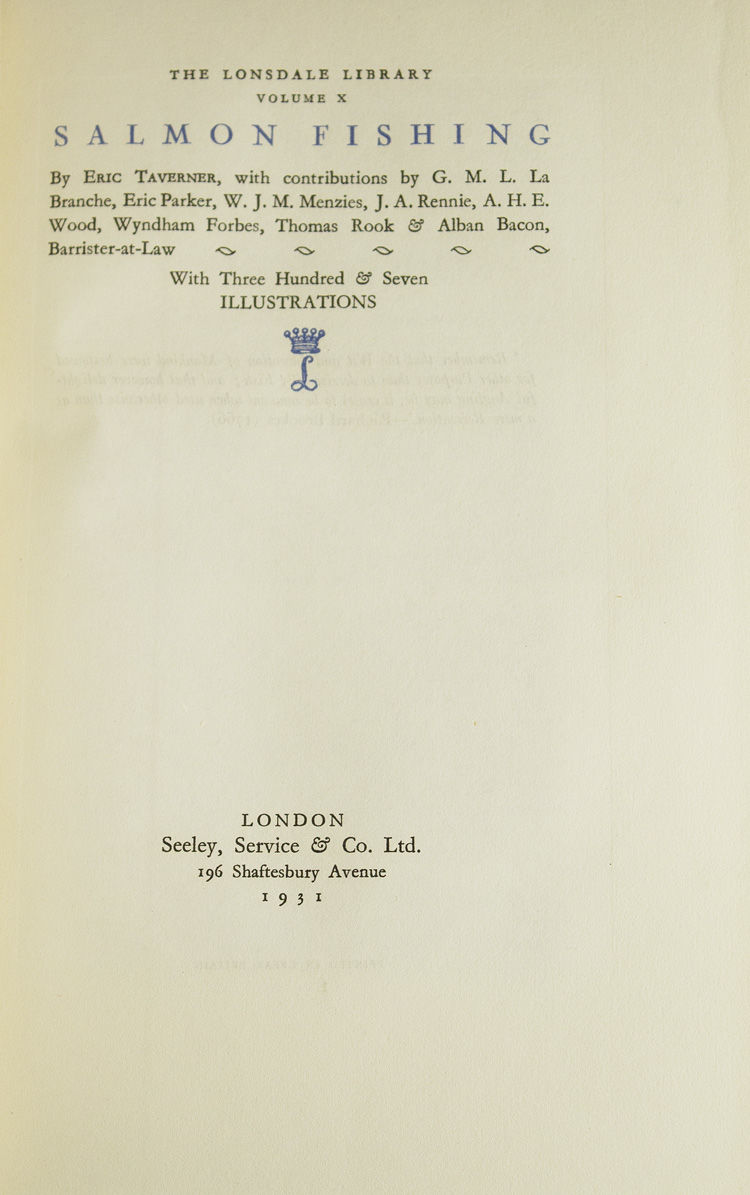 THE LONSDALE LIBRARY
VOLUME X
SALMON FISHING
By ERIC TAVERNER, with contributions by G. M. L. La
Branche, Eric Parker, W. J. M. Menzies, J. A. Rennie, A. H. E.
Wood, Wyndham Forbes, Thomas Rook & Alban Bacon,
Barrister-at-Law
With Three Hundred & Seven
ILLUSTRATIONS
L
LONDON
Seeley, Service & Co. Ltd.
196 Shaftesbury Avenue
1931